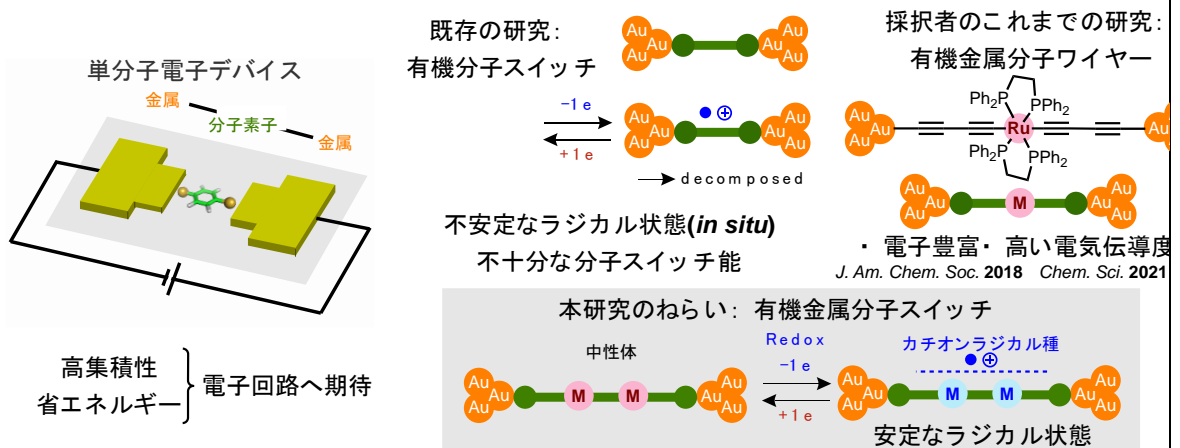 単分子電子デバイス
金属
分子素子
金属
高集積性
省エネルギー
電子回路へ期待
既存の研究:
有機分子スイッチ
Au Au Au Au Au Au
−1e
+1e
Au Au Au Au Au Au
decomposed
不安定なラジカル状態(in situ)
不十分な分子スイッチ能
採択者のこれまでの研究:
有機金属分子ワイヤー
Ph2P PPh2
Au Au Au Ru Au Au
Ph2P PPh2
Au Au Au M Au Au Au
・電子豊富・高い電気伝導度
J. Am. Chem. Soc. 2018 Chem. Sci. 2021
本研究のねらい: 有機金属分子スイッチ
中性体
Au Au Au M M Au Au Au
Redox
−1e
+1e
カチオンラジカル種
Au Au Au M M Au Au Au
安定なラジカル状態